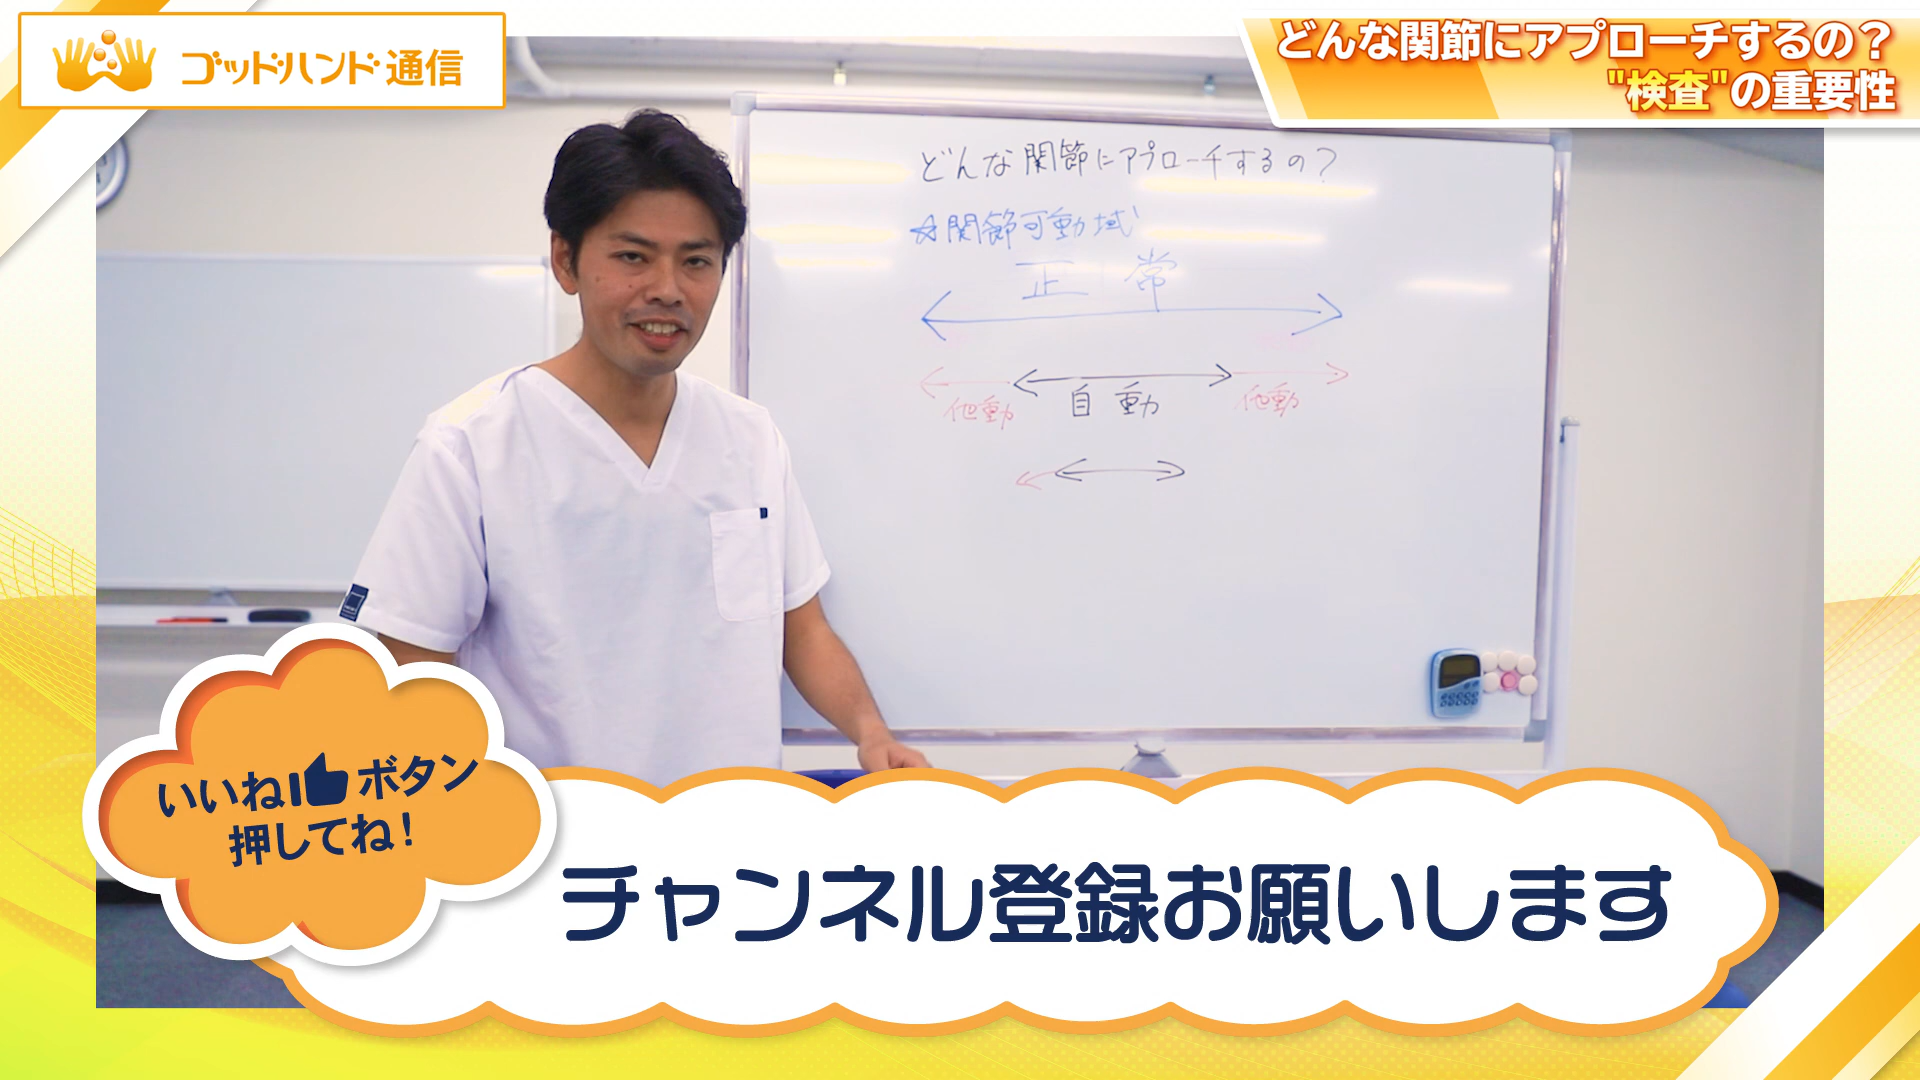 ゴッドハンド通信
どんな関節にアプローチするの？
"検査"の重要性
どんな関節にアプローチするの？
☆関節可動域
正常
他動 自動 他動
いいね ボタン
押してね！
チャンネル登録お願いします